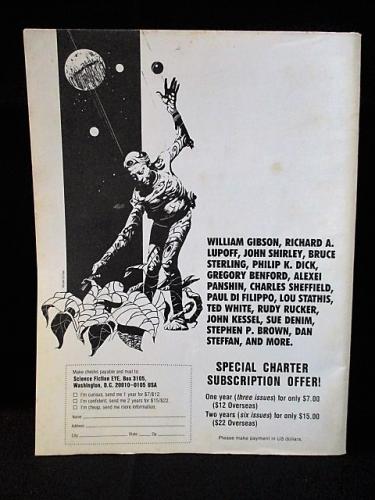 WILLIAM GIBSON, RICHARD A.
LUPOFF, JOHN SHIRLEY, BRUCE
STERLING, PHILIP K. DICK,
GREGORY BENFORD, ALEXEI
PANSHIN, CHARLES SHEFFIELD,
PAUL DI FILIPPO, LOU STATHIS,
TED WHITE, RUDY RUCKER,
JOHN KESSEL, SUE DENIM,
STEPHEN P. BROWN, DAN
STEFFAN, AND MORE.
SPECIAL CHARTER
SUBSCRIPTION OFFER!
One year (three issues) for only $7.00
($12 Overseas)
Two years (six issues) for only $15.00
($22 Overseas)
Please make payment in US dollars.
Make checks payable and mail to:
Science Fiction EYE, Box 3105,
Washington, D.C. 20010-0105 USA
I'm curious, send me 1 year for $7/$12.
I'm confident, send me 2 years for $15/$22.
I'm cheap, send me more information.
Name
Address
City State Zip